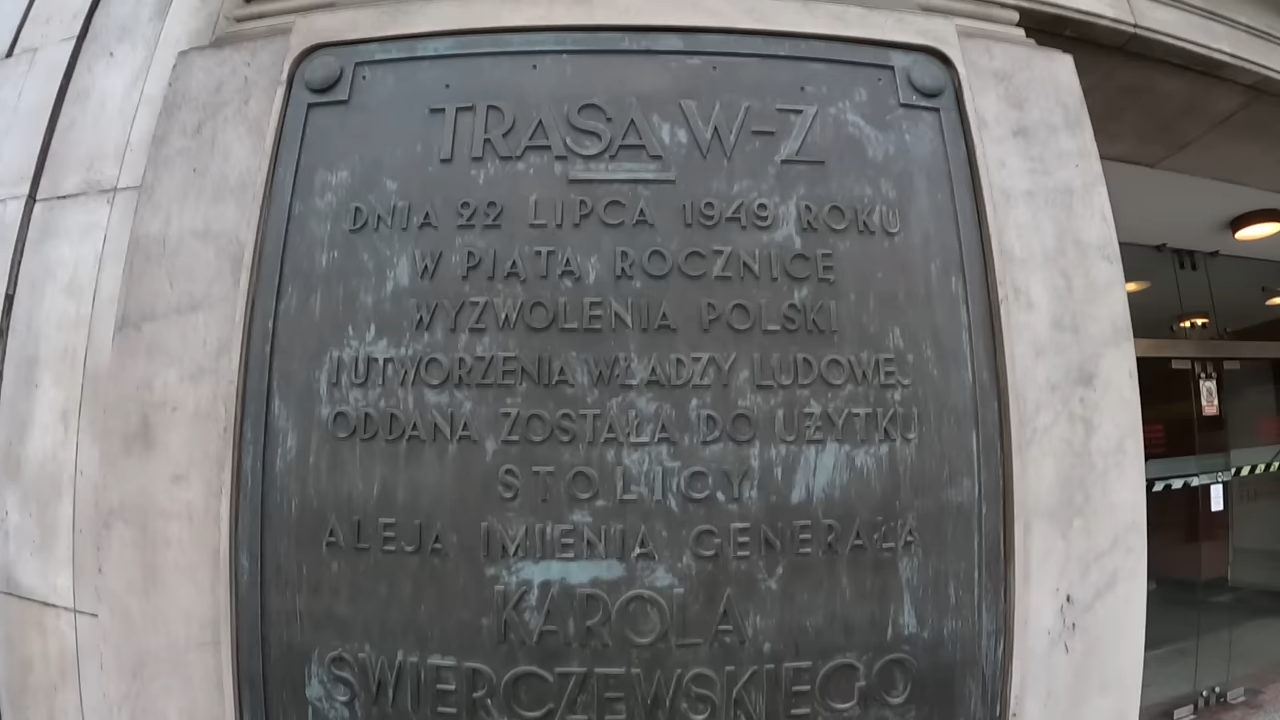 TRASA W-Z
DNIA 22 LIPCA 1949 ROKU
W PIĄTĄ ROCZNICĘ
WYZWOLENIA POLSKI
I UTWORZENIA WŁADZY LUDOWEJ
ODDANA ZOSTAŁA DO UŻYTKU
STOLICY
ALEJA IMIENIA GENERAŁA
KAROLA
ŚWIERCZEWSKIEGO